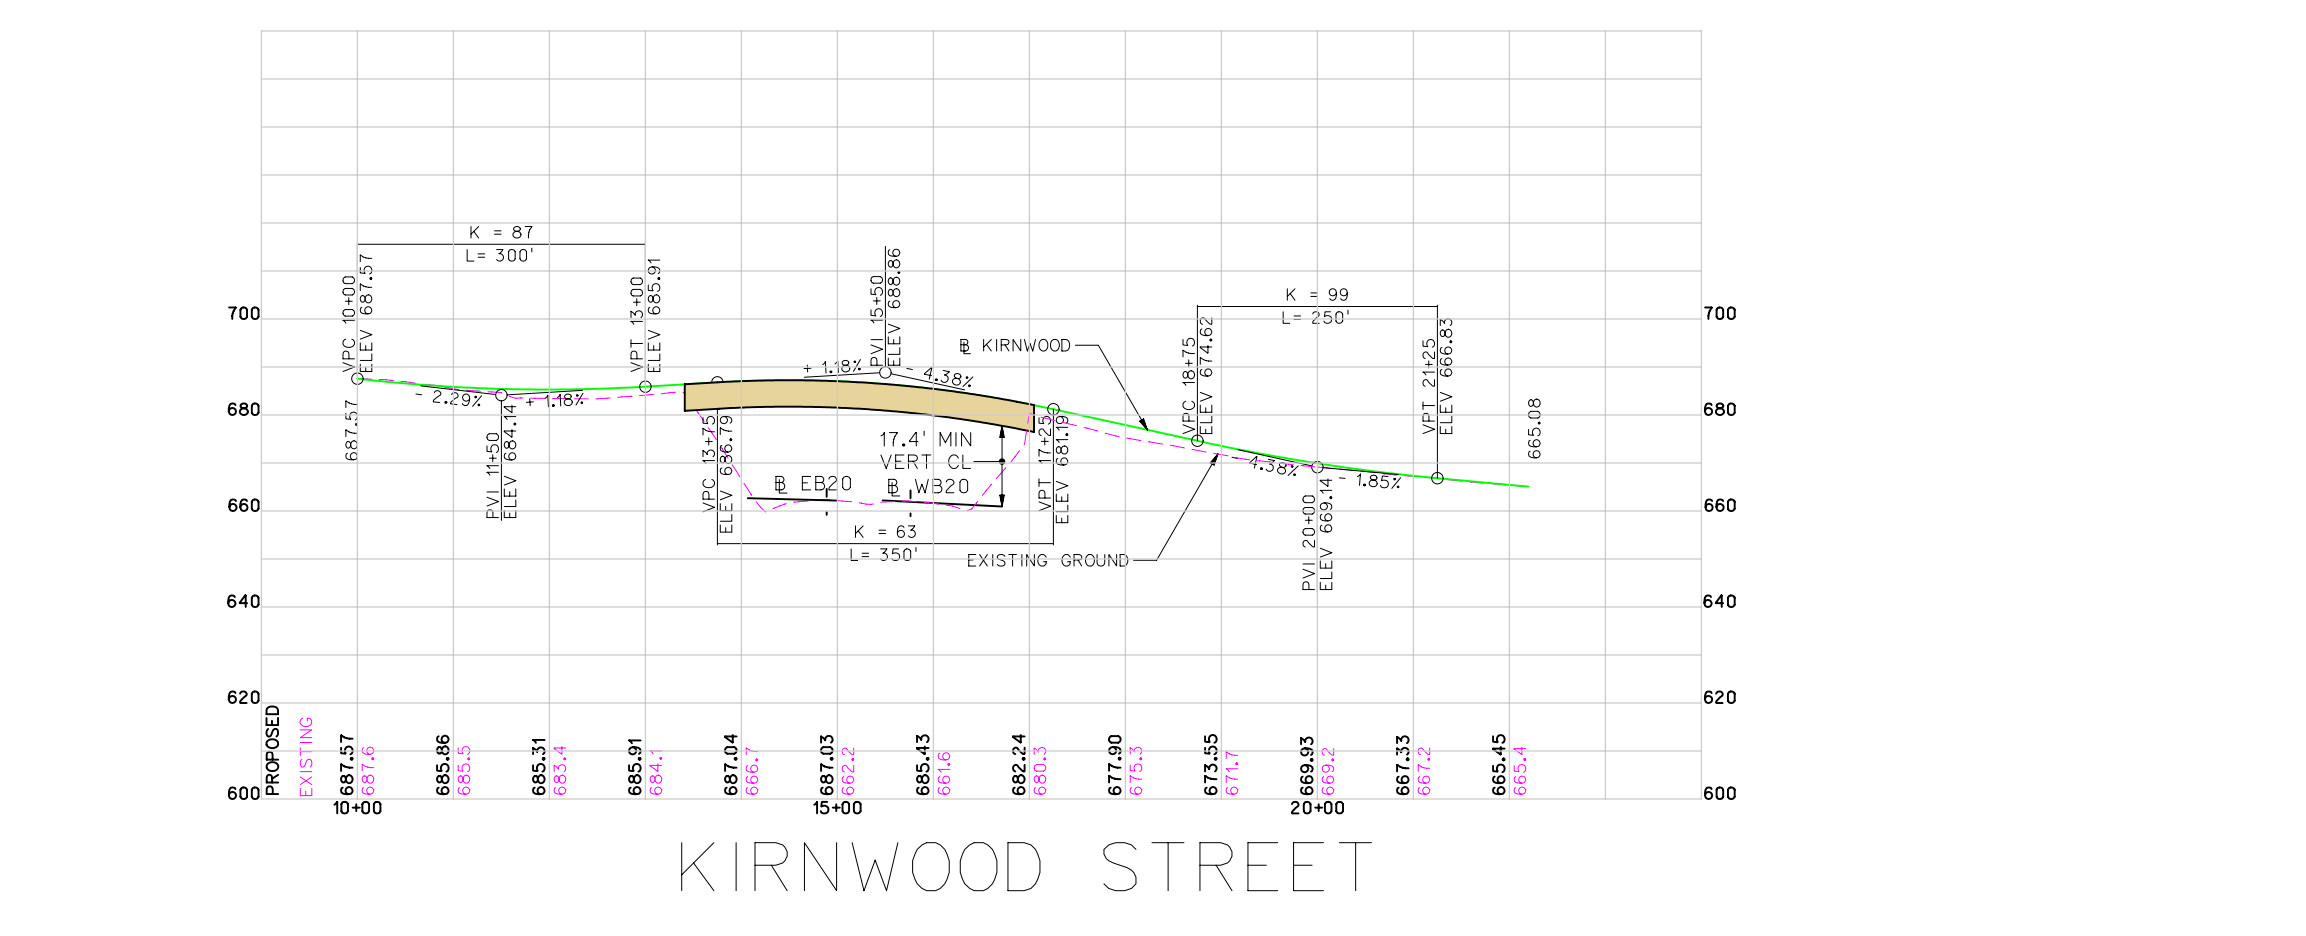 K = 87
L= 300'
VPC 10+00
ELEV 687.57
VPT 13+00
ELEV 685.91
PVI 15+50
ELEV 688.86
K = 99
L= 250'
700
700
VPC 18+75
ELEV 674.62
VPT 21+25
ELEV 666.83
℄ KIRNWOOD
+ 1.18%
- 4.38%
- 2.29%
+ 1.18%
687.57
PVI 11+50
ELEV 684.14
680
680
665.08
VPC 13+75
ELEV 686.79
17.4' MIN
VERT CL
VPT 17+25
ELEV 681.19
- 4.38%
- 1.85%
℄ EB20
℄ WB20
660
660
K = 63
L= 350'
EXISTING GROUND
PVI 20+00
ELEV 669.14
640
640
620
620
PROPOSED
EXISTING
687.57
687.6
685.86
685.5
685.31
683.4
685.91
684.1
687.04
666.7
687.03
662.2
685.43
661.6
682.24
680.3
677.90
675.3
673.55
671.7
669.93
669.2
667.33
667.2
665.45
665.4
600
600
10+00
15+00
20+00
KIRNWOOD STREET